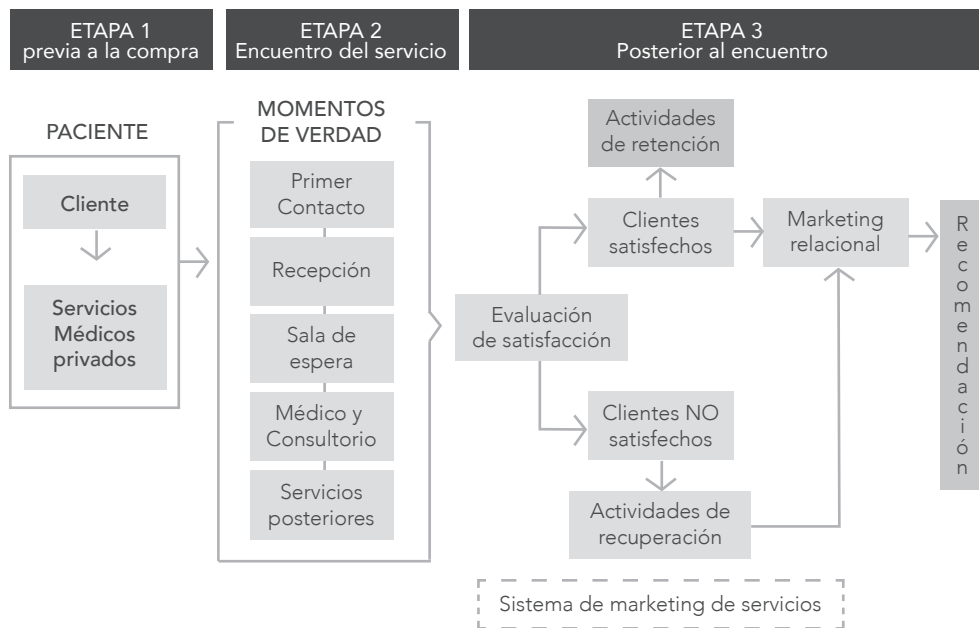 ETAPA 1
previa a la compra
ETAPA 2
Encuentro del servicio
ETAPA 3
Posterior al encuentro
PACIENTE
Cliente
Servicios
Médicos
privados
MOMENTOS
DE VERDAD
Primer
Contacto
Recepción
Sala de
espera
Médico y
Consultorio
Servicios
posteriores
Evaluación
de satisfacción
Actividades
de retención
Clientes
satisfechos
Clientes NO
satisfechos
Actividades de
recuperación
Marketing
relacional
Recomendación
Sistema de marketing de servicios